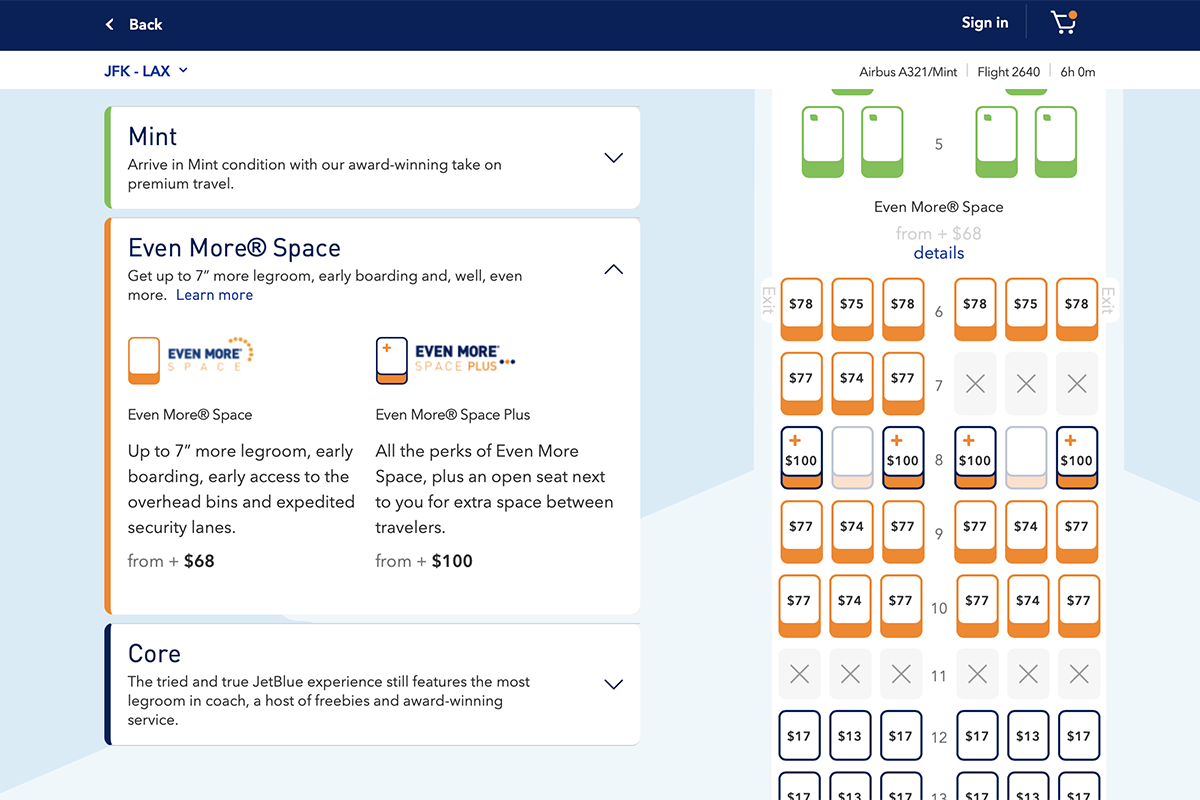 Back
Sign in
JFK - LAX
Airbus A321/Mint
Flight 2640
6h 0m
Mint
Arrive in Mint condition with our award-winning take on
premium travel.
Even More® Space
Get up to 7” more legroom, early boarding and, well, even
more. Learn more
EVEN MORE®
SPACE
Even More® Space
Up to 7” more legroom, early
boarding, early access to the
overhead bins and expedited
security lanes.
from + $68
EVEN MORE®
SPACE PLUS
Even More® Space Plus
All the perks of Even More
Space, plus an open seat next
to you for extra space between
travelers.
from + $100
Core
The tried and true JetBlue experience still features the most
legroom in coach, a host of freebies and award-winning
service.
5
Even More® Space
from + $68
details
Exit $78 $75 $78 6 $78 $75 $78 Exit
$77 $74 $77 7
$100 $100 8 $100 $100
$77 $74 $77 9 $77 $74 $77
$77 $74 $77 10 $77 $74 $77
11
$17 $13 $17 12 $17 $13 $17
$17 $13 $17 13 $17 $13 $17